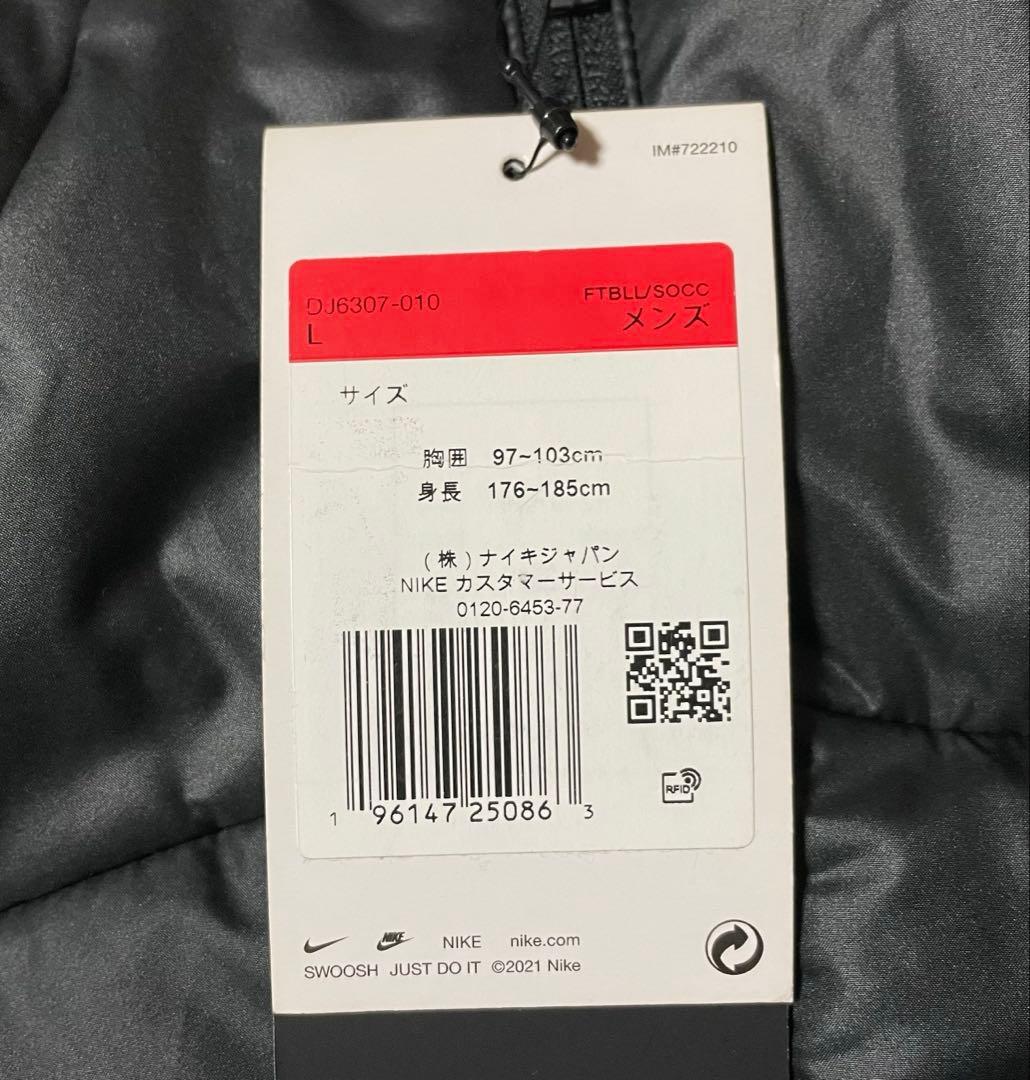 IM#722210
DJ6307-010
L
FTBLL/SOCC
メンズ
サイズ
胸囲 97~103cm
身長 176~185cm
(株)ナイキジャパン
NIKE カスタマーサービス
0120-6453-77
1 96147 25086 3
RFID
NIKE NIKE nike.com
SWOOSH JUST DO IT ©2021 Nike